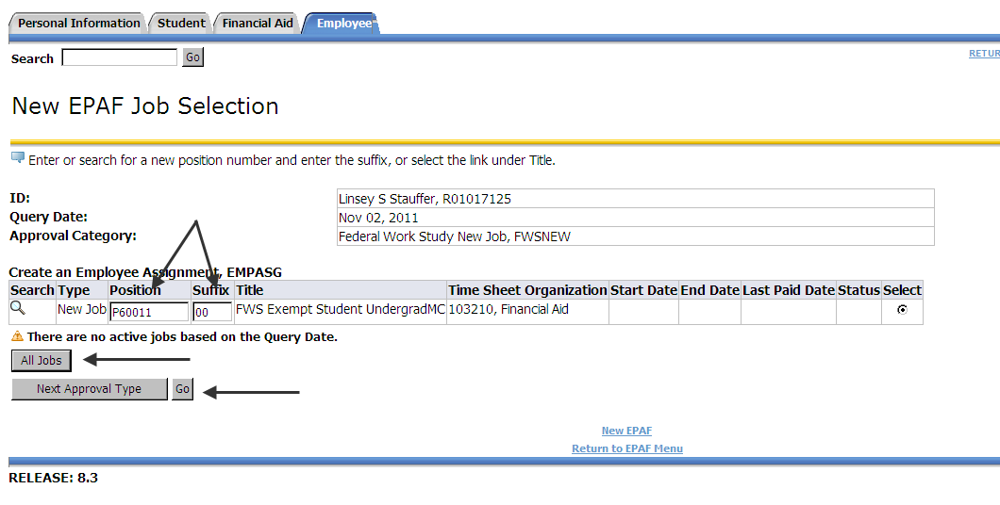 Personal Information Student Financial Aid Employee
Search Go
New EPAF Job Selection
Enter or search for a new position number and enter the suffix, or select the link under Title.
ID: Linsey S Stauffer, R01017125
Query Date: Nov 02, 2011
Approval Category: Federal Work Study New Job, FWSNEW
Create an Employee Assignment, EMPASG
Search Type Position Suffix Title Time Sheet Organization Start Date End Date Last Paid Date Status Select
New Job P60011 00 FWS Exempt Student UndergradMC 103210, Financial Aid
There are no active jobs based on the Query Date.
All Jobs
Next Approval Type Go
New EPAF
Return to EPAF Menu
RELEASE: 8.3